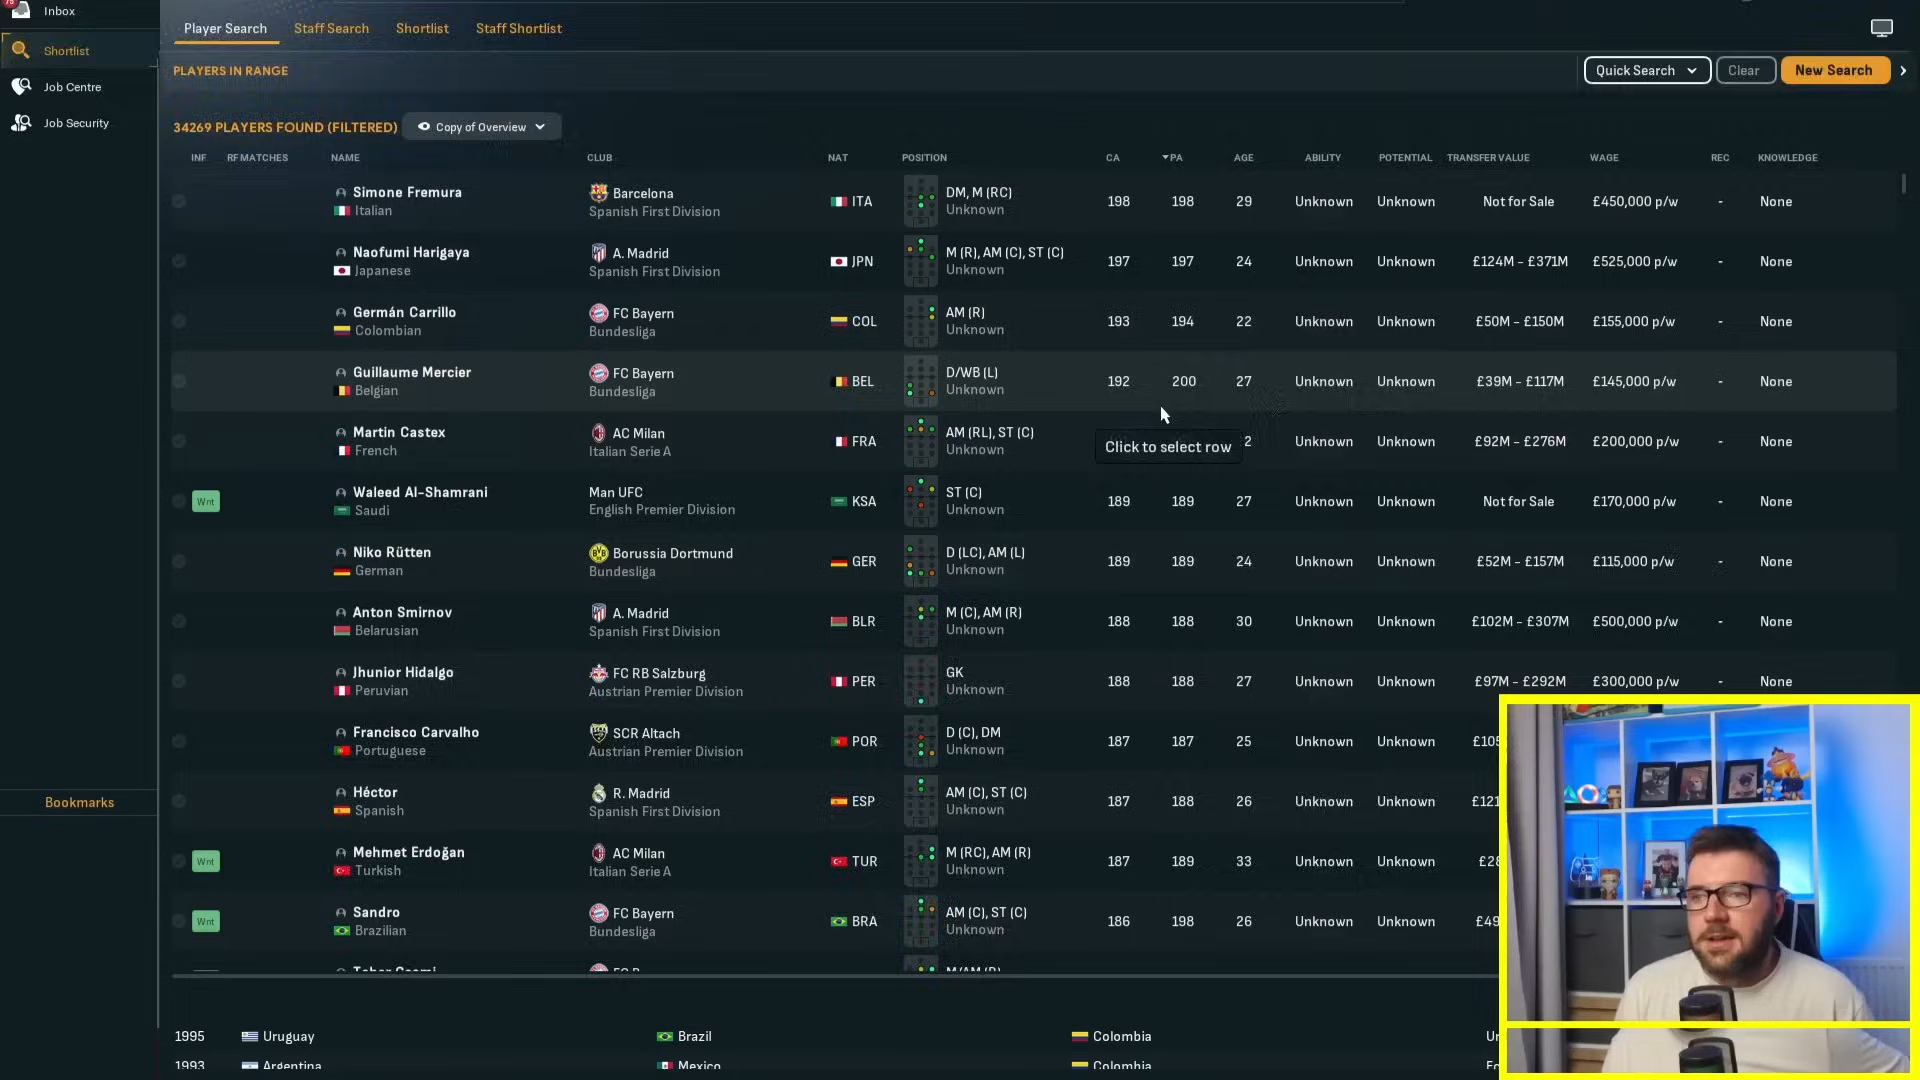 75
Inbox
Shortlist
Job Centre
Job Security
Bookmarks
Player Search Staff Search Shortlist Staff Shortlist
PLAYERS IN RANGE
Quick Search Clear New Search
34269 PLAYERS FOUND (FILTERED) Copy of Overview
INF RF MATCHES NAME CLUB NAT POSITION CA PA AGE ABILITY POTENTIAL TRANSFER VALUE WAGE REC KNOWLEDGE
Simone Fremura Barcelona ITA DM, M (RC) 198 198 29 Unknown Unknown Not for Sale £450,000 p/w - None
Italian Spanish First Division Unknown
Naofumi Harigaya A. Madrid JPN M (R), AM (C), ST (C) 197 197 24 Unknown Unknown £124M - £371M £525,000 p/w - None
Japanese Spanish First Division Unknown
Germán Carrillo FC Bayern COL AM (R) 193 194 22 Unknown Unknown £50M - £150M £155,000 p/w - None
Colombian Bundesliga Unknown
Guillaume Mercier FC Bayern BEL D/WB (L) 192 200 27 Unknown Unknown £39M - £117M £145,000 p/w - None
Belgian Bundesliga Unknown
Martin Castex AC Milan FRA AM (RL), ST (C) 2 Unknown Unknown £92M - £276M £200,000 p/w - None
French Italian Serie A Unknown
Click to select row
Wnt Waleed Al-Shamrani Man UFC KSA ST (C) 189 189 27 Unknown Unknown Not for Sale £170,000 p/w - None
Saudi English Premier Division Unknown
Niko Rütten Borussia Dortmund GER D (LC), AM (L) 189 189 24 Unknown Unknown £52M - £157M £115,000 p/w - None
German Bundesliga Unknown
Anton Smirnov A. Madrid BLR M (C), AM (R) 188 188 30 Unknown Unknown £102M - £307M £500,000 p/w - None
Belarusian Spanish First Division Unknown
Jhunior Hidalgo FC RB Salzburg PER GK 188 188 27 Unknown Unknown £97M - £292M £300,000 p/w - None
Peruvian Austrian Premier Division Unknown
Francisco Carvalho SCR Altach POR D (C), DM 187 187 25 Unknown Unknown
Portuguese Austrian Premier Division Unknown
Héctor R. Madrid ESP AM (C), ST (C) 187 188 26 Unknown Unknown
Spanish Spanish First Division Unknown
Wnt Mehmet Erdoğan AC Milan TUR M (RC), AM (R) 187 189 33 Unknown Unknown
Turkish Italian Serie A Unknown
Wnt Sandro FC Bayern BRA AM (C), ST (C) 186 198 26 Unknown Unknown
Brazilian Bundesliga Unknown
1995 Uruguay Brazil Colombia
1993 Argentina Mexico Colombia